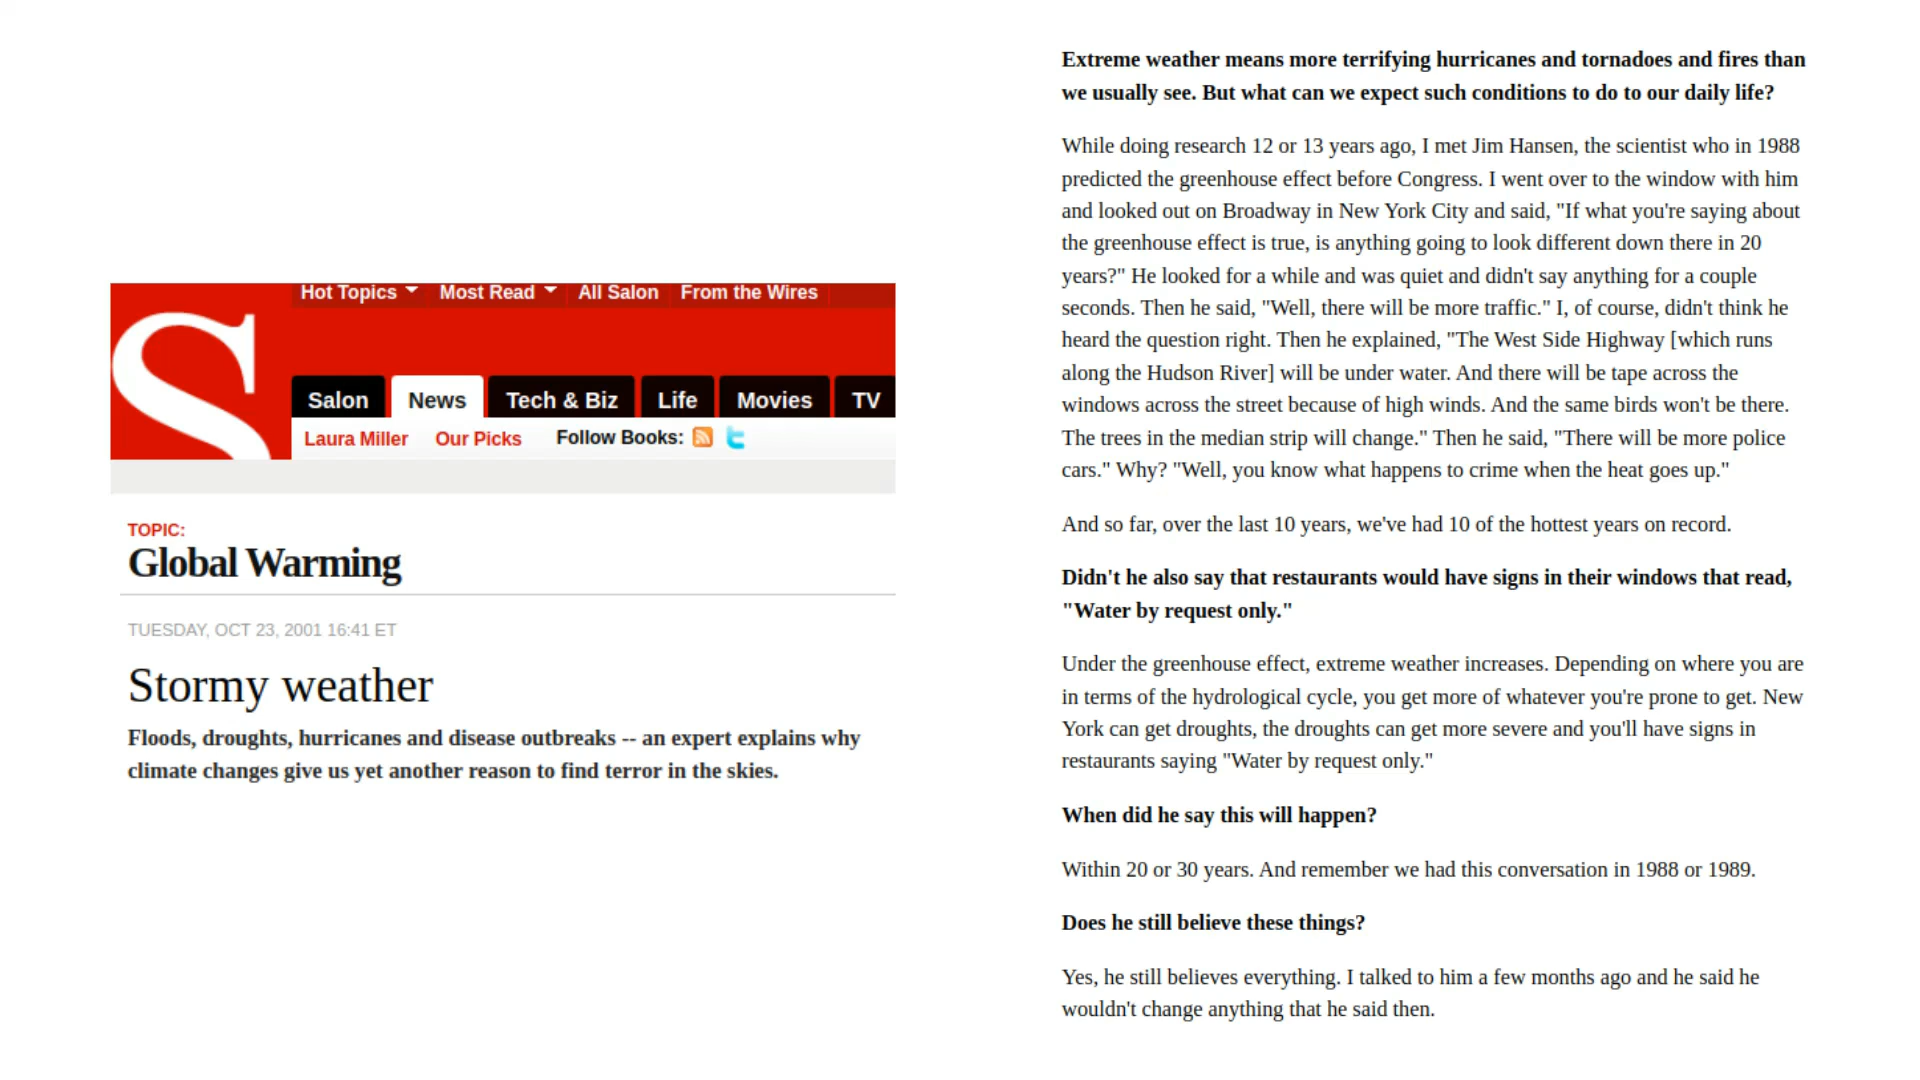 Hot Topics Most Read All Salon From the Wires
S
Salon News Tech & Biz Life Movies TV
Laura Miller Our Picks Follow Books:
TOPIC:
Global Warming
TUESDAY, OCT 23, 2001 16:41 ET
Stormy weather
Floods, droughts, hurricanes and disease outbreaks -- an expert explains why
climate changes give us yet another reason to find terror in the skies.
Extreme weather means more terrifying hurricanes and tornadoes and fires than
we usually see. But what can we expect such conditions to do to our daily life?
While doing research 12 or 13 years ago, I met Jim Hansen, the scientist who in 1988
predicted the greenhouse effect before Congress. I went over to the window with him
and looked out on Broadway in New York City and said, "If what you're saying about
the greenhouse effect is true, is anything going to look different down there in 20
years?" He looked for a while and was quiet and didn't say anything for a couple
seconds. Then he said, "Well, there will be more traffic." I, of course, didn't think he
heard the question right. Then he explained, "The West Side Highway [which runs
along the Hudson River] will be under water. And there will be tape across the
windows across the street because of high winds. And the same birds won't be there.
The trees in the median strip will change." Then he said, "There will be more police
cars." Why? "Well, you know what happens to crime when the heat goes up."
And so far, over the last 10 years, we've had 10 of the hottest years on record.
Didn't he also say that restaurants would have signs in their windows that read,
"Water by request only."
Under the greenhouse effect, extreme weather increases. Depending on where you are
in terms of the hydrological cycle, you get more of whatever you're prone to get. New
York can get droughts, the droughts can get more severe and you'll have signs in
restaurants saying "Water by request only."
When did he say this will happen?
Within 20 or 30 years. And remember we had this conversation in 1988 or 1989.
Does he still believe these things?
Yes, he still believes everything. I talked to him a few months ago and he said he
wouldn't change anything that he said then.